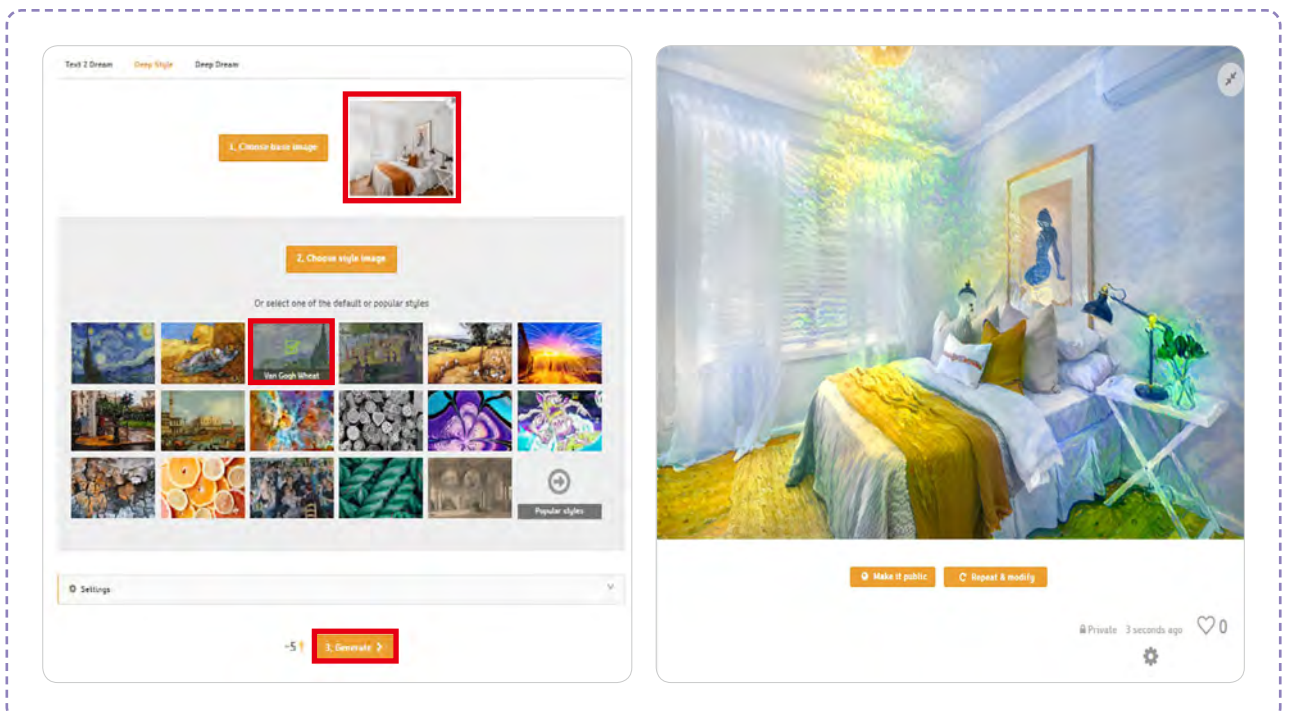 Text 2 Dream Deep Style Deep Dream
1. Choose base image
2. Choose style image
Or select one of the default or popular styles
Van Gogh Wheat
Popular styles
Settings
-5
3. Generate
Make it public
Repeat & modify
Private 3 seconds ago 0